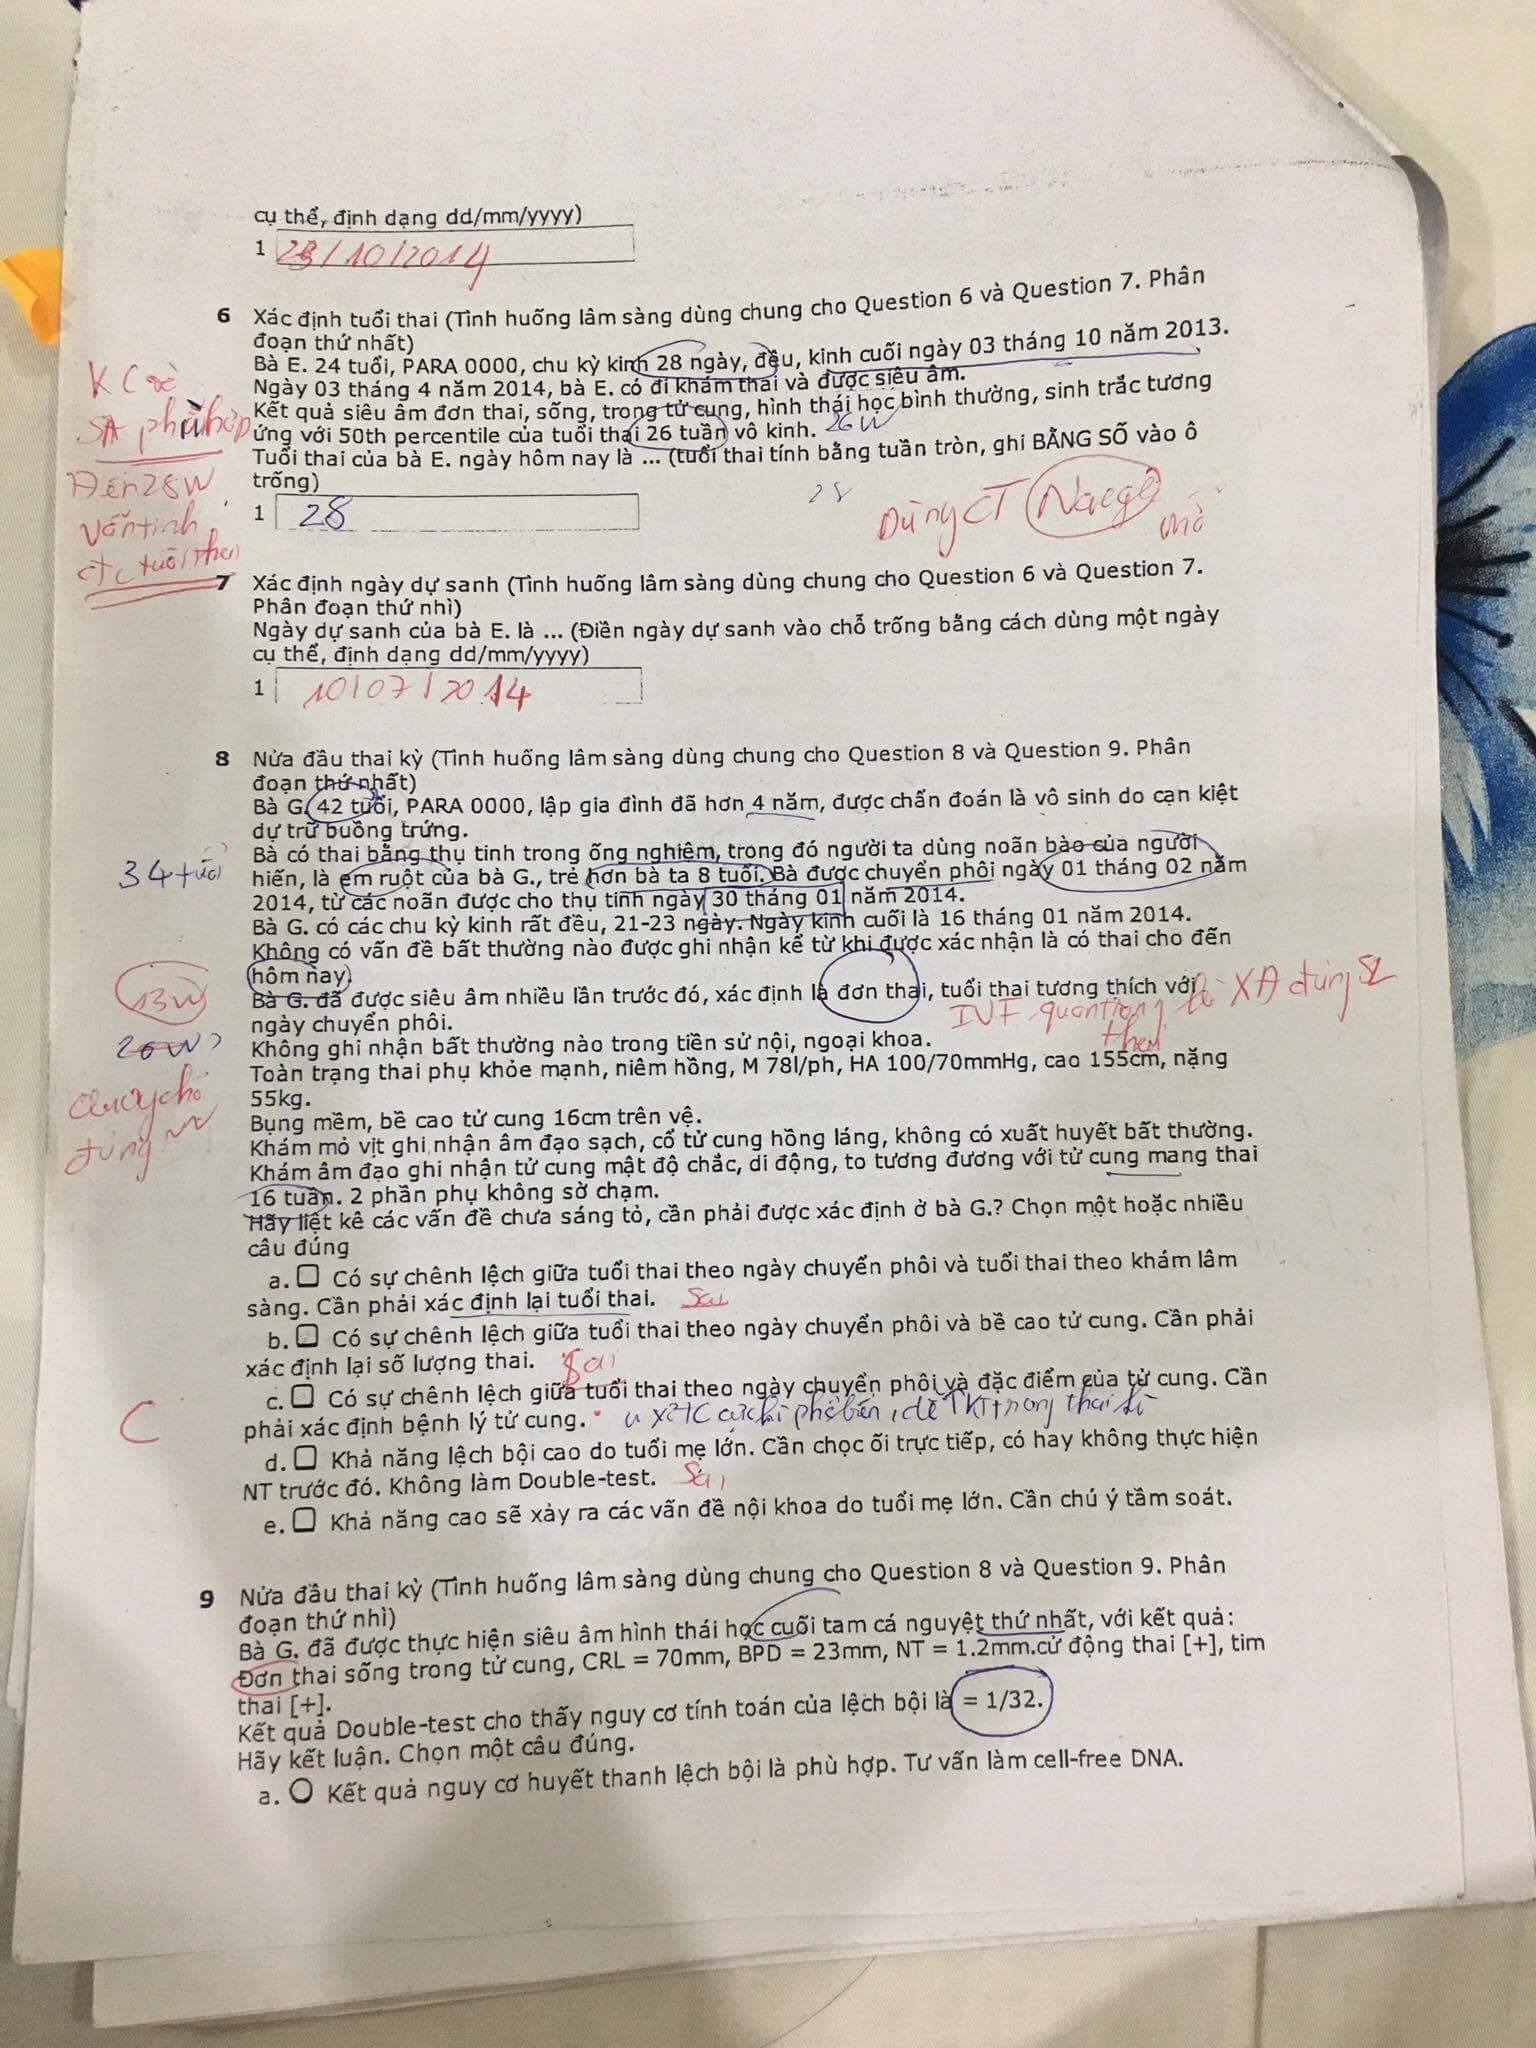 cụ thể, định dạng dd/mm/yyyy)
1 23/10/2014
6 Xác định tuổi thai (Tình huống lâm sàng dùng chung cho Question 6 và Question 7. Phân
đoạn thứ nhất)
Bà E. 24 tuổi, PARA 0000, chu kỳ kinh 28 ngày, đều, kinh cuối ngày 03 tháng 10 năm 2013.
Ngày 03 tháng 4 năm 2014, bà E. có đi khám thai và được siêu âm.
Kết quả siêu âm đơn thai, sống, trong tử cung, hình thái học bình thường, sinh trắc tương
ứng với 50th percentile của tuổi thai 26 tuần vô kinh. 26W
Tuổi thai của bà E. ngày hôm nay là ... (tuổi thai tính bằng tuần tròn, ghi BẰNG SỐ vào ô
trống)
28
1 28
KC và
SA phù hợp
Đến 28W
vẫn tính
đc tuổi thai
Dùng CT Naegele
7 Xác định ngày dự sanh (Tình huống lâm sàng dùng chung cho Question 6 và Question 7.
Phân đoạn thứ nhì)
Ngày dự sanh của bà E. là ... (Điền ngày dự sanh vào chỗ trống bằng cách dùng một ngày
cụ thể, định dạng dd/mm/yyyy)
1 10/07/2014
8 Nửa đầu thai kỳ (Tình huống lâm sàng dùng chung cho Question 8 và Question 9. Phân
đoạn thứ nhất)
Bà G. 42 tuổi, PARA 0000, lập gia đình đã hơn 4 năm, được chẩn đoán là vô sinh do cạn kiệt
dự trữ buồng trứng.
Bà có thai bằng thụ tinh trong ống nghiệm, trong đó người ta dùng noãn bào của người
34 tuổi
hiến, là em ruột của bà G., trẻ hơn bà ta 8 tuổi. Bà được chuyển phôi ngày 01 tháng 02 năm
2014, từ các noãn được cho thụ tinh ngày 30 tháng 01 năm 2014.
Bà G. có các chu kỳ kinh rất đều, 21-23 ngày. Ngày kinh cuối là 16 tháng 01 năm 2014.
Không có vấn đề bất thường nào được ghi nhận kể từ khi được xác nhận là có thai cho đến
hôm nay.
13W
Bà G. đã được siêu âm nhiều lần trước đó, xác định là đơn thai, tuổi thai tương thích với
ngày chuyển phôi.
IVF quan trọng là XĐ đúng SL
thai
20W
Không ghi nhận bất thường nào trong tiền sử nội, ngoại khoa.
Toàn trạng thai phụ khỏe mạnh, niêm hồng, M 78l/ph, HA 100/70mmHg, cao 155cm, nặng
55kg.
Bụng mềm, bề cao tử cung 16cm trên vệ.
Khám mỏ vịt ghi nhận âm đạo sạch, cổ tử cung hồng láng, không có xuất huyết bất thường.
Khám âm đạo ghi nhận tử cung mật độ chắc, di động, to tương đương với tử cung mang thai
16 tuần. 2 phần phụ không sờ chạm.
Hãy liệt kê các vấn đề chưa sáng tỏ, cần phải được xác định ở bà G.? Chọn một hoặc nhiều
câu đúng
a. Có sự chênh lệch giữa tuổi thai theo ngày chuyển phôi và tuổi thai theo khám lâm
sàng. Cần phải xác định lại tuổi thai. Sai
b. Có sự chênh lệch giữa tuổi thai theo ngày chuyển phôi và bề cao tử cung. Cần phải
xác định lại số lượng thai. Sai
c. Có sự chênh lệch giữa tuổi thai theo ngày chuyển phôi và đặc điểm của tử cung. Cần
phải xác định bệnh lý tử cung. u xơ TC cực kì phổ biến, dễ trong thai kì
C
d. Khả năng lệch bội cao do tuổi mẹ lớn. Cần chọc ối trực tiếp, có hay không thực hiện
NT trước đó. Không làm Double-test. Sai
e. Khả năng cao sẽ xảy ra các vấn đề nội khoa do tuổi mẹ lớn. Cần chú ý tầm soát.
9 Nửa đầu thai kỳ (Tình huống lâm sàng dùng chung cho Question 8 và Question 9. Phân
đoạn thứ nhì)
Bà G. đã được thực hiện siêu âm hình thái học cuối tam cá nguyệt thứ nhất, với kết quả:
Đơn thai sống trong tử cung, CRL = 70mm, BPD = 23mm, NT = 1.2mm.cử động thai [+], tim
thai [+].
Kết quả Double-test cho thấy nguy cơ tính toán của lệch bội là = 1/32.
Hãy kết luận. Chọn một câu đúng.
a. Kết quả nguy cơ huyết thanh lệch bội là phù hợp. Tư vấn làm cell-free DNA.